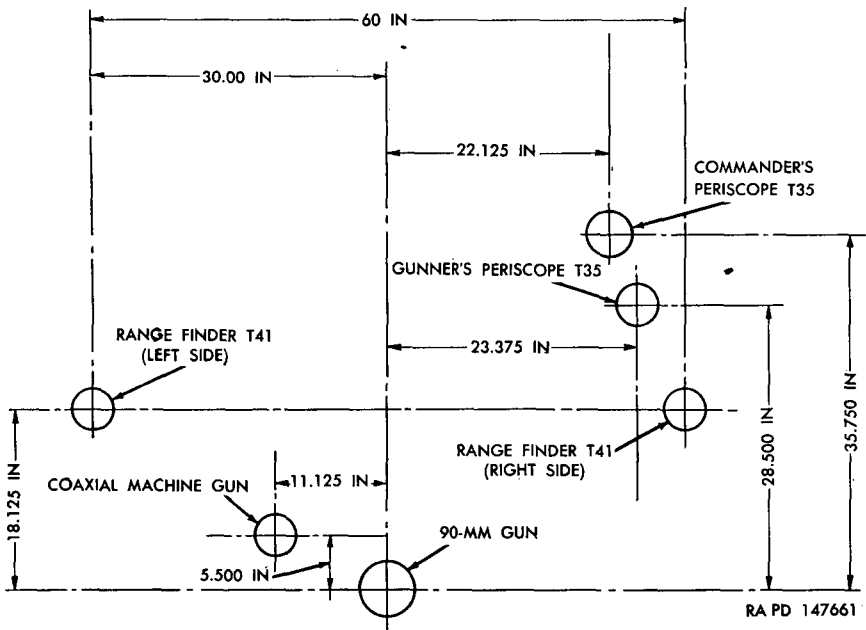 60 IN
30.00 IN
22.125 IN
COMMANDER'S
PERISCOPE T35
GUNNER'S PERISCOPE T35
RANGE FINDER T41
(LEFT SIDE)
23.375 IN
18.125 IN
COAXIAL MACHINE GUN
11.125 IN
RANGE FINDER T41
(RIGHT SIDE)
28.500 IN
35.750 IN
90-MM GUN
5.500 IN
RA PD 147661